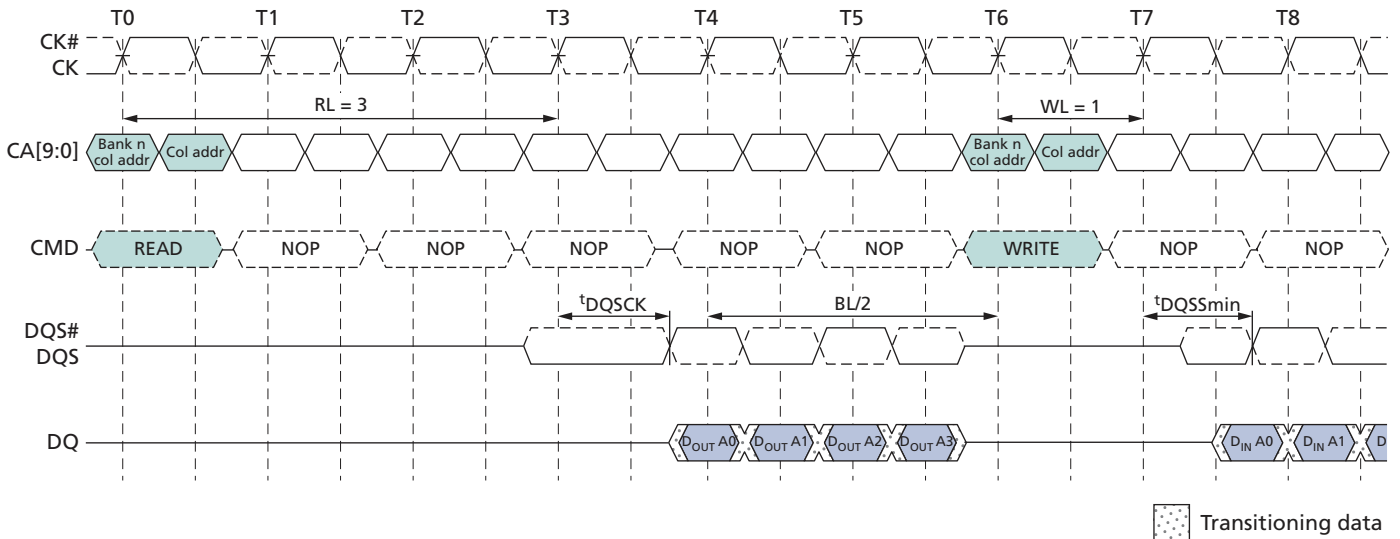 T0 T1 T2 T3 T4 T5 T6 T7 T8
CK#
CK
RL = 3 WL = 1
CA[9:0] Bank n col addr Col addr Bank n col addr Col addr
CMD READ NOP NOP NOP NOP NOP WRITE NOP NOP
tDQSCK BL/2 tDQSSmin
DQS#
DQS
DQ DOUT A0 DOUT A1 DOUT A2 DOUT A3 DIN A0 DIN A1 D
Transitioning data